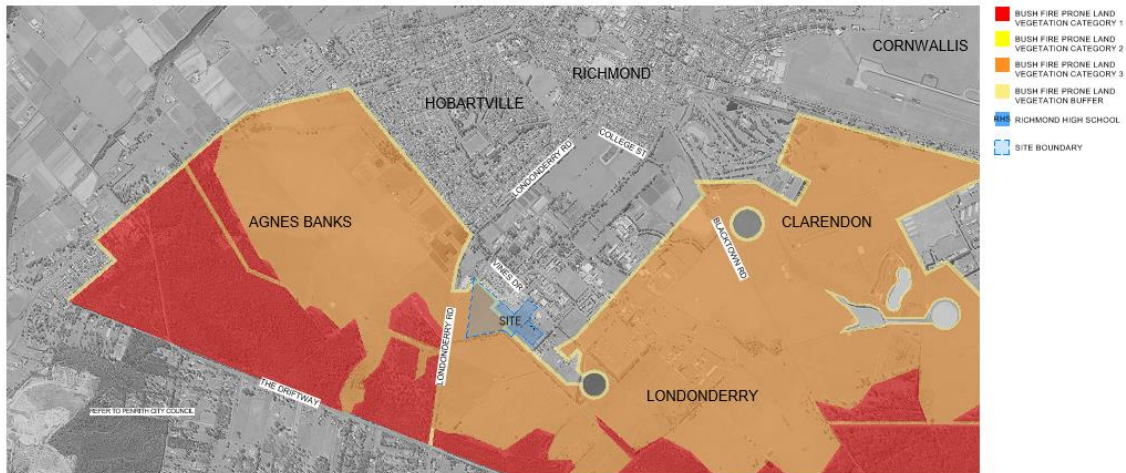 CORNWALLIS
RICHMOND
HOBARTVILLE
COLLEGE ST
LONDONDERRY RD
AGNES BANKS
CLARENDON
BLACKTOWN RD
VINES DR
SITE
LONDONDERRY RD
LONDONDERRY
THE DRIFTWAY
REFER TO PENRITH CITY COUNCIL
BUSH FIRE PRONE LAND
VEGETATION CATEGORY 1
BUSH FIRE PRONE LAND
VEGETATION CATEGORY 2
BUSH FIRE PRONE LAND
VEGETATION CATEGORY 3
BUSH FIRE PRONE LAND
VEGETATION BUFFER
RHS RICHMOND HIGH SCHOOL
SITE BOUNDARY